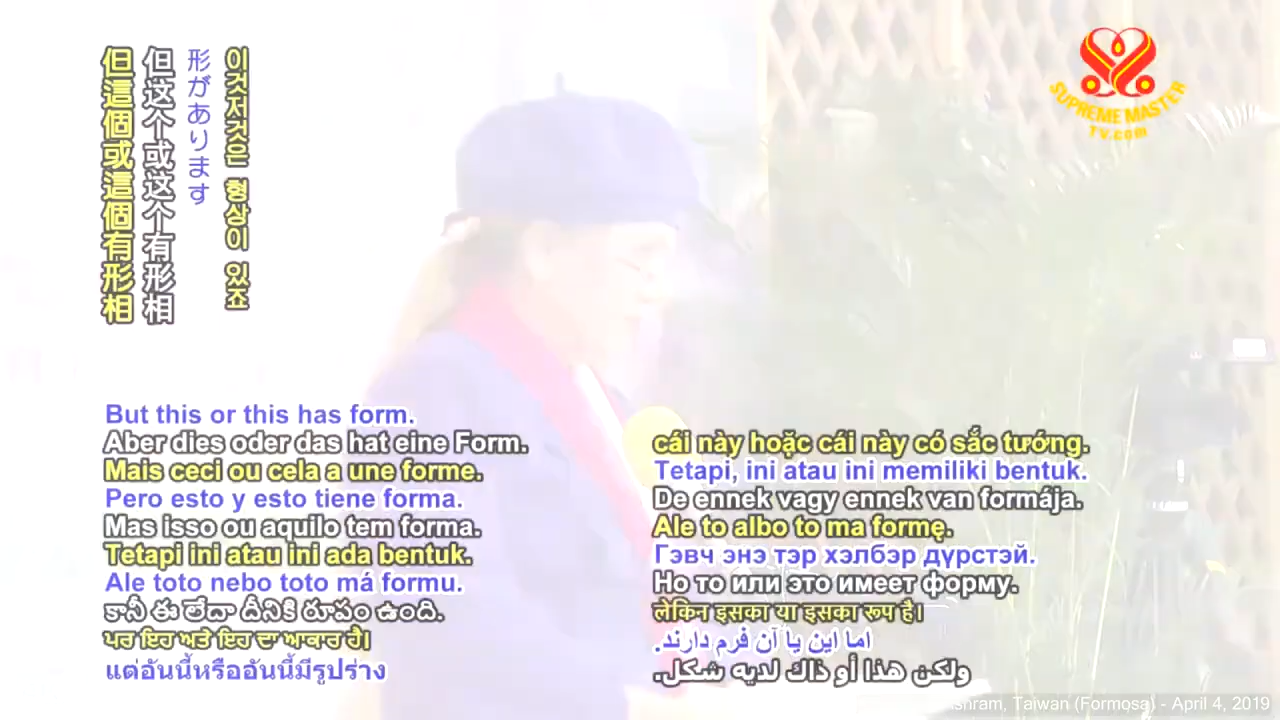 但這個或這個有形相
但这个或这个有形相
形があります
이것저것은 형상이 있죠
SUPREME MASTER
TV.COM
But this or this has form.
Aber dies oder das hat eine Form.
Mais ceci ou cela a une forme.
Pero esto y esto tiene forma.
Mas isso ou aquilo tem forma.
Tetapi ini atau ini ada bentuk.
Ale toto nebo toto má formu.
కానీ ఈ లేదా దీనికి రూపం ఉంది.
ਪਰ ਇਹ ਅਤੇ ਇਹ ਦਾ ਆਕਾਰ ਹੈ।
แต่อันนี้หรืออันนี้มีรูปร่าง
cái này hoặc cái này có sắc tướng.
Tetapi, ini atau ini memiliki bentuk.
De ennek vagy ennek van formája.
Ale to albo to ma formę.
Гэвч энэ тэр хэлбэр дүрстэй.
Но то или это имеет форму.
लेकिन इसका या इसका रूप है।
اما این یا آن فرم دارند.
ولكن هذا أو ذاك لديه شكل.
Taiwan (Formosa) - April 4, 2019